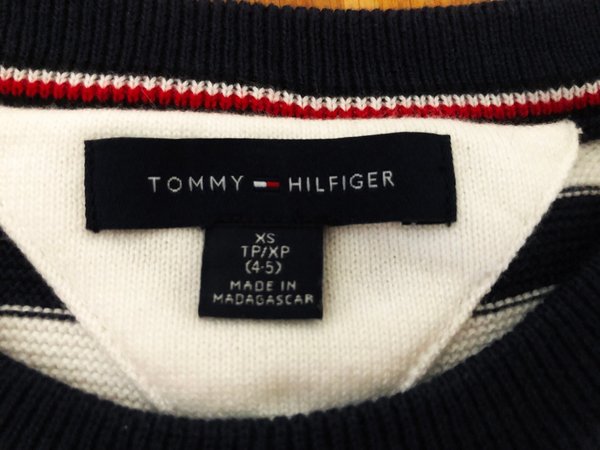 TOMMY HILFIGER
XS
TP/XP
(4-5)
MADE IN
MADAGASCAR